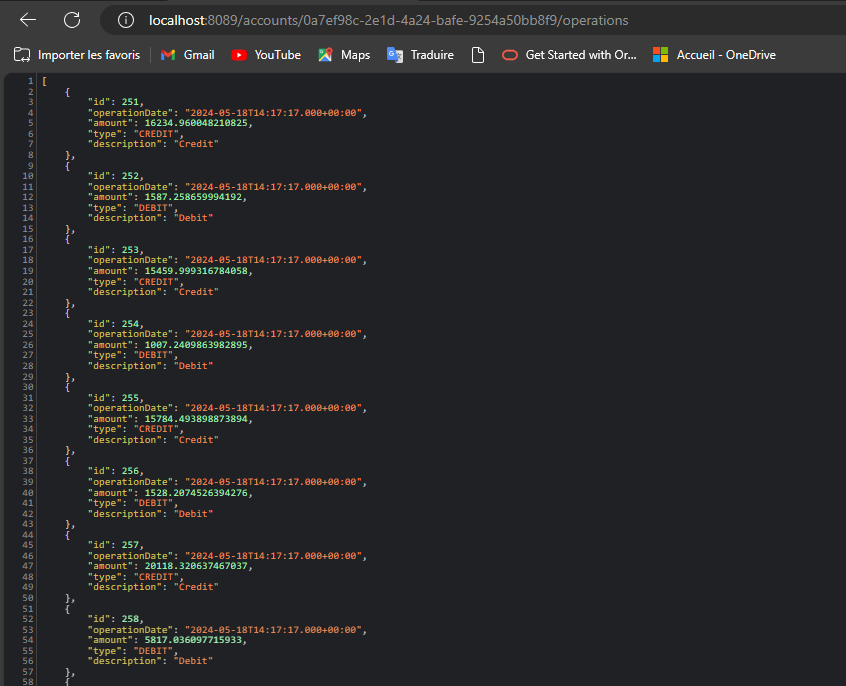 localhost:8089/accounts/0a7ef98c-2e1d-4a24-bafe-9254a50bb8f9/operations
Importer les favoris Gmail YouTube Maps Traduire Get Started with Or... Accueil - OneDrive
1 [
2 {
3 "id": 251,
4 "operationDate": "2024-05-18T14:17:17.000+00:00",
5 "amount": 16234.960048210825,
6 "type": "CREDIT",
7 "description": "Credit"
8 },
9 {
10 "id": 252,
11 "operationDate": "2024-05-18T14:17:17.000+00:00",
12 "amount": 1587.258659994192,
13 "type": "DEBIT",
14 "description": "Debit"
15 },
16 {
17 "id": 253,
18 "operationDate": "2024-05-18T14:17:17.000+00:00",
19 "amount": 15459.999316784058,
20 "type": "CREDIT",
21 "description": "Credit"
22 },
23 {
24 "id": 254,
25 "operationDate": "2024-05-18T14:17:17.000+00:00",
26 "amount": 1007.2409863982895,
27 "type": "DEBIT",
28 "description": "Debit"
29 },
30 {
31 "id": 255,
32 "operationDate": "2024-05-18T14:17:17.000+00:00",
33 "amount": 15784.493898873894,
34 "type": "CREDIT",
35 "description": "Credit"
36 },
37 {
38 "id": 256,
39 "operationDate": "2024-05-18T14:17:17.000+00:00",
40 "amount": 1528.2074526394276,
41 "type": "DEBIT",
42 "description": "Debit"
43 },
44 {
45 "id": 257,
46 "operationDate": "2024-05-18T14:17:17.000+00:00",
47 "amount": 20118.320637467037,
48 "type": "CREDIT",
49 "description": "Credit"
50 },
51 {
52 "id": 258,
53 "operationDate": "2024-05-18T14:17:17.000+00:00",
54 "amount": 5817.036097715933,
55 "type": "DEBIT",
56 "description": "Debit"
57 },
58 {